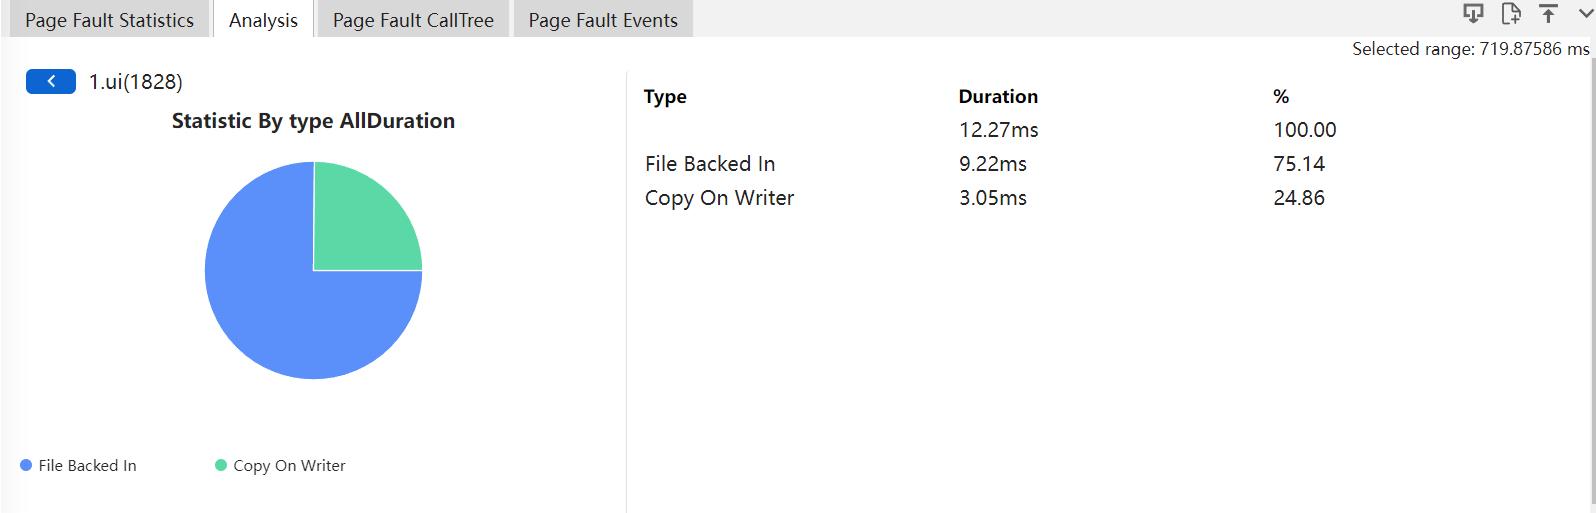 Page Fault Statistics Analysis Page Fault CallTree Page Fault Events
Selected range: 719.87586 ms
1.ui(1828)
Statistic By type AllDuration
File Backed In Copy On Writer
Type Duration %
12.27ms 100.00
File Backed In 9.22ms 75.14
Copy On Writer 3.05ms 24.86